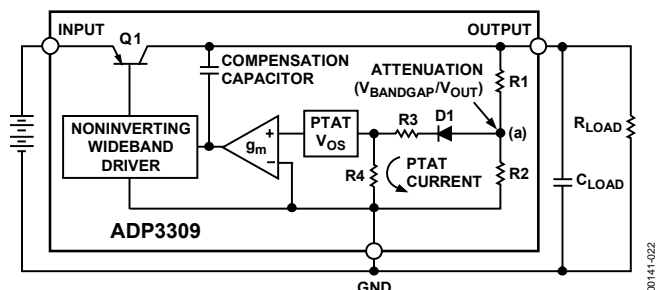 INPUT
Q1
OUTPUT
COMPENSATION
CAPACITOR
ATTENUATION
(VBANDGAP/VOUT)
R1
NONINVERTING
WIDEBAND
DRIVER
gm
+
−
PTAT
VOS
R3
D1
(a)
R4
PTAT
CURRENT
R2
RLOAD
CLOAD
ADP3309
GND
00141-022